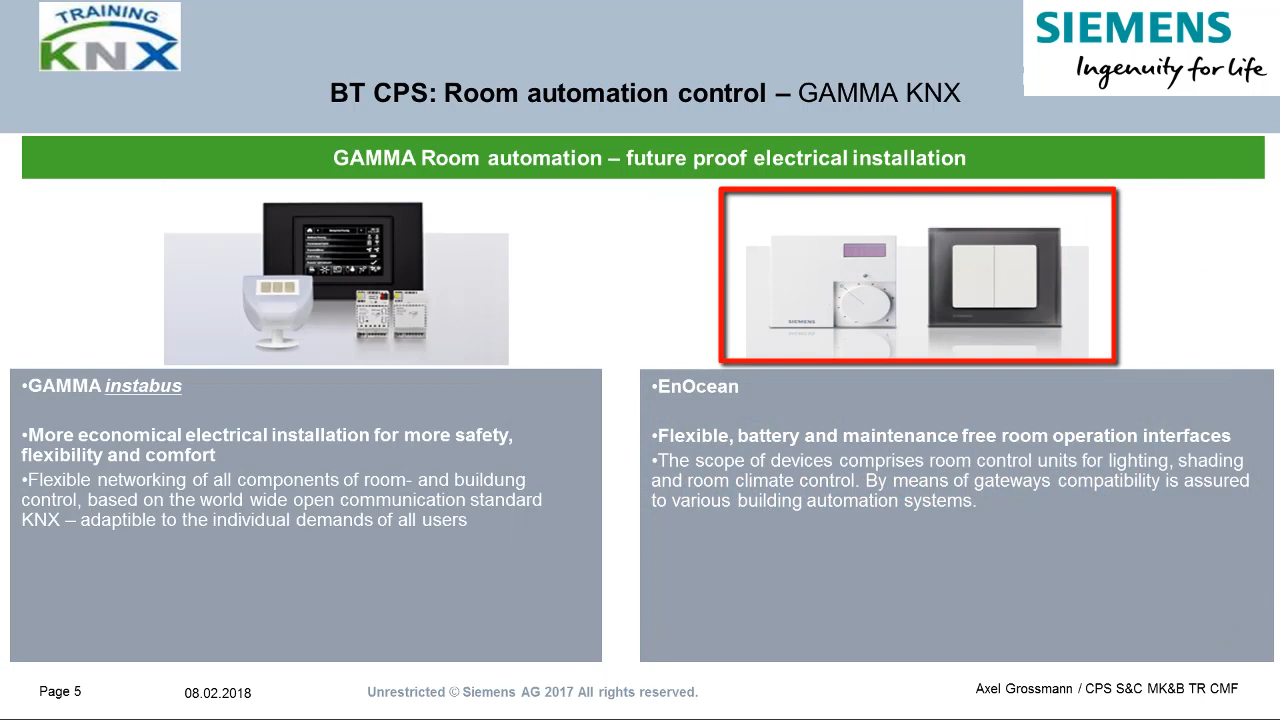 TRAINING
KNX
SIEMENS
Ingenuity for life
BT CPS: Room automation control – GAMMA KNX
GAMMA Room automation – future proof electrical installation
SIEMENS
•GAMMA instabus
•More economical electrical installation for more safety,
flexibility and comfort
•Flexible networking of all components of room- and buildung
control, based on the world wide open communication standard
KNX – adaptible to the individual demands of all users
•EnOcean
•Flexible, battery and maintenance free room operation interfaces
•The scope of devices comprises room control units for lighting, shading
and room climate control. By means of gateways compatibility is assured
to various building automation systems.
Page 5
08.02.2018
Unrestricted © Siemens AG 2017 All rights reserved.
Axel Grossmann / CPS S&C MK&B TR CMF